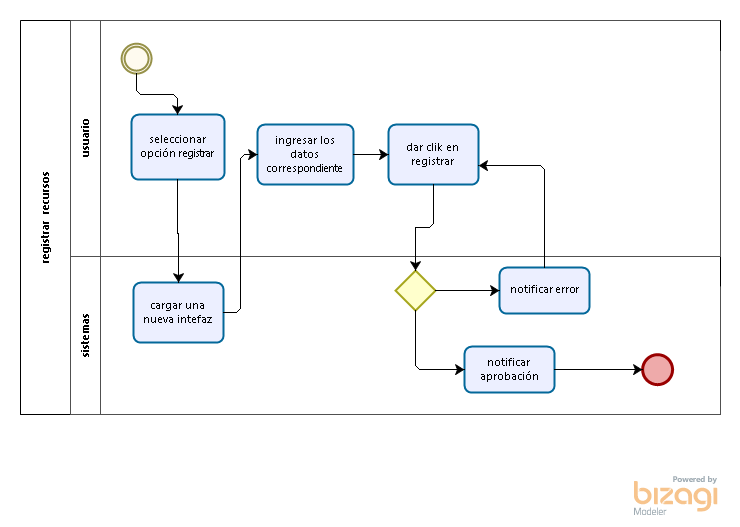 registrar recursos
usuario
seleccionar
opción registrar
ingresar los
datos
correspondiente
dar clik en
registrar
sistemas
cargar una
nueva intefaz
notificar error
notificar
aprobación
Powered by
bizagi
Modeler